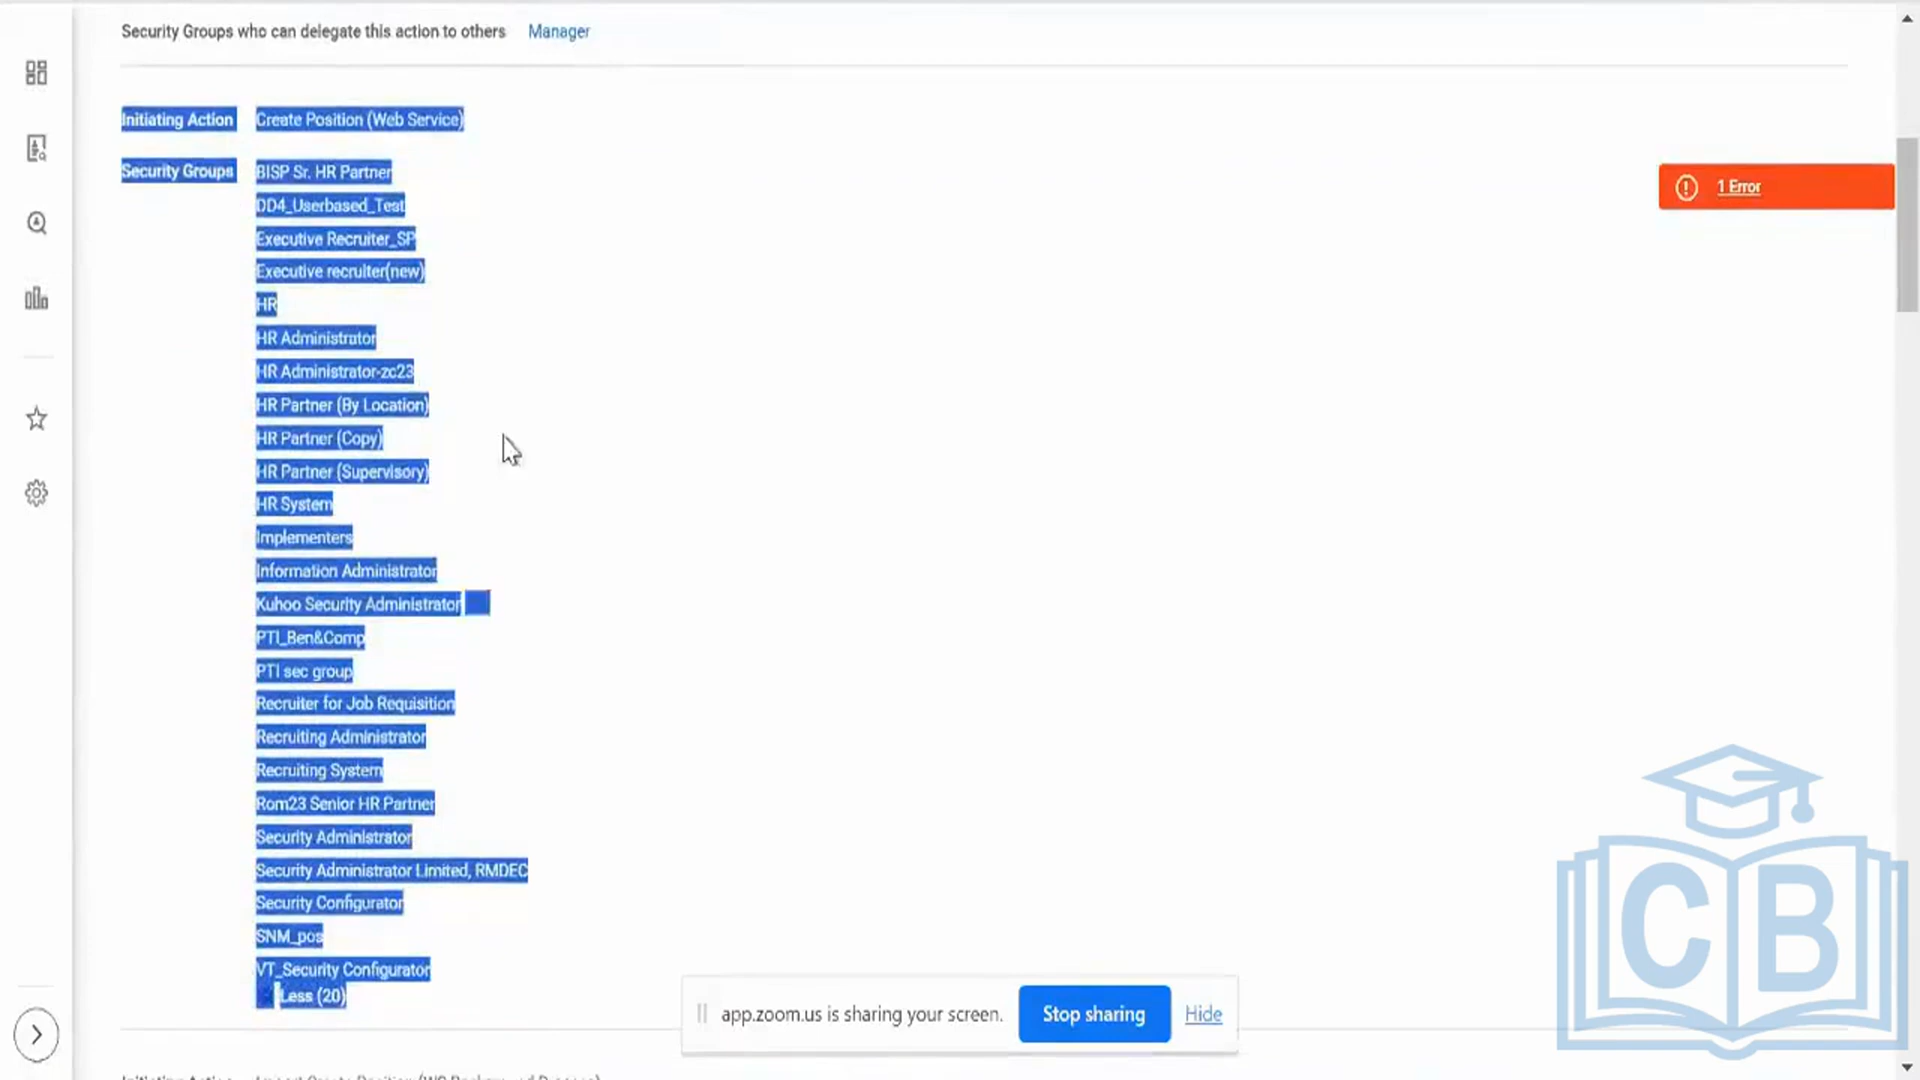 Security Groups who can delegate this action to others Manager
Initiating Action Create Position (Web Service)
Security Groups BISP Sr. HR Partner
DD4_Userbased_Test
Executive Recruiter_SP
Executive recruiter(new)
HR
HR Administrator
HR Administrator-zc23
HR Partner (By Location)
HR Partner (Copy)
HR Partner (Supervisory)
HR System
Implementers
Information Administrator
Kuhoo Security Administrator
PTI_Ben&Comp
PTI sec group
Recruiter for Job Requisition
Recruiting Administrator
Recruiting System
Rom23 Senior HR Partner
Security Administrator
Security Administrator Limited, RMDEC
Security Configurator
SNM_pos
VT_Security Configurator
Less (20)
1 Error
app.zoom.us is sharing your screen. Stop sharing Hide
CB